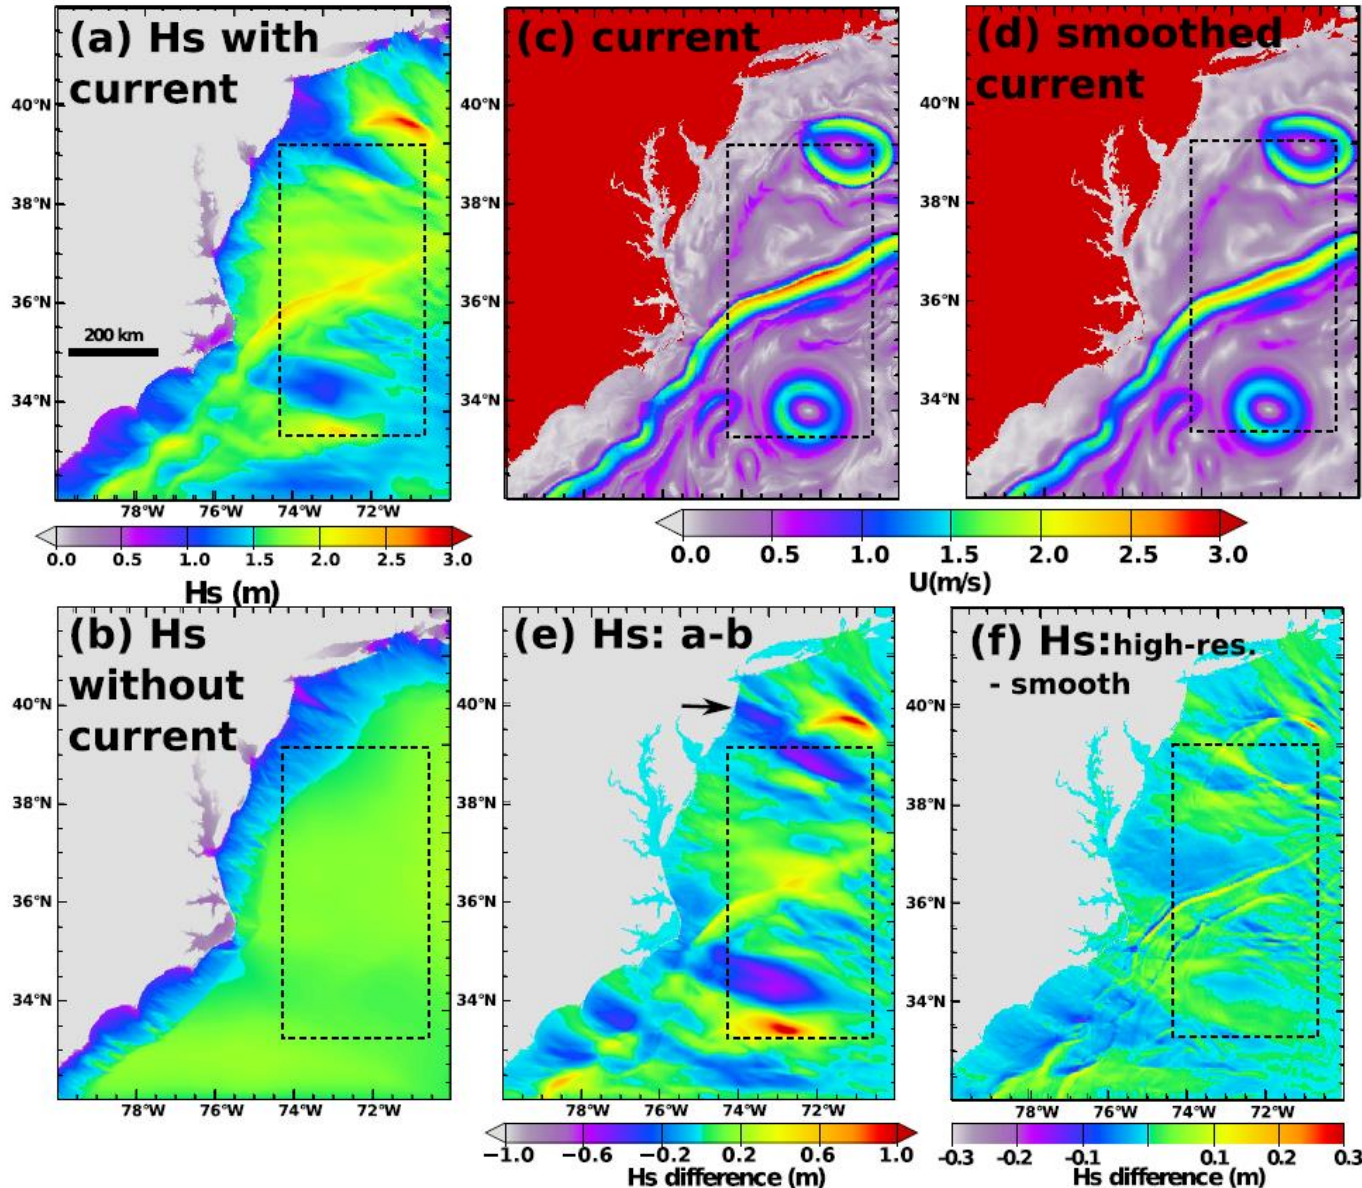 (a) Hs with
current
40°N
38°N
36°N
200 km
34°N
78°W 76°W 74°W 72°W
0.0 0.5 1.0 1.5 2.0 2.5 3.0
Hs (m)
(c) current
40°N
38°N
36°N
34°N
(d) smoothed
current
40°N
38°N
36°N
34°N
0.0 0.5 1.0 1.5 2.0 2.5 3.0
U(m/s)
(b) Hs
without
current
40°N
38°N
36°N
34°N
78°W 76°W 74°W 72°W
(e) Hs: a-b
40°N
38°N
36°N
34°N
78°W 76°W 74°W 72°W
−1.0 −0.6 −0.2 0.2 0.6 1.0
Hs difference (m)
(f) Hs:high-res.
- smooth
40°N
38°N
36°N
34°N
78°W 76°W 74°W 72°W
-0.3 -0.2 -0.1 0.1 0.2 0.3
Hs difference (m)